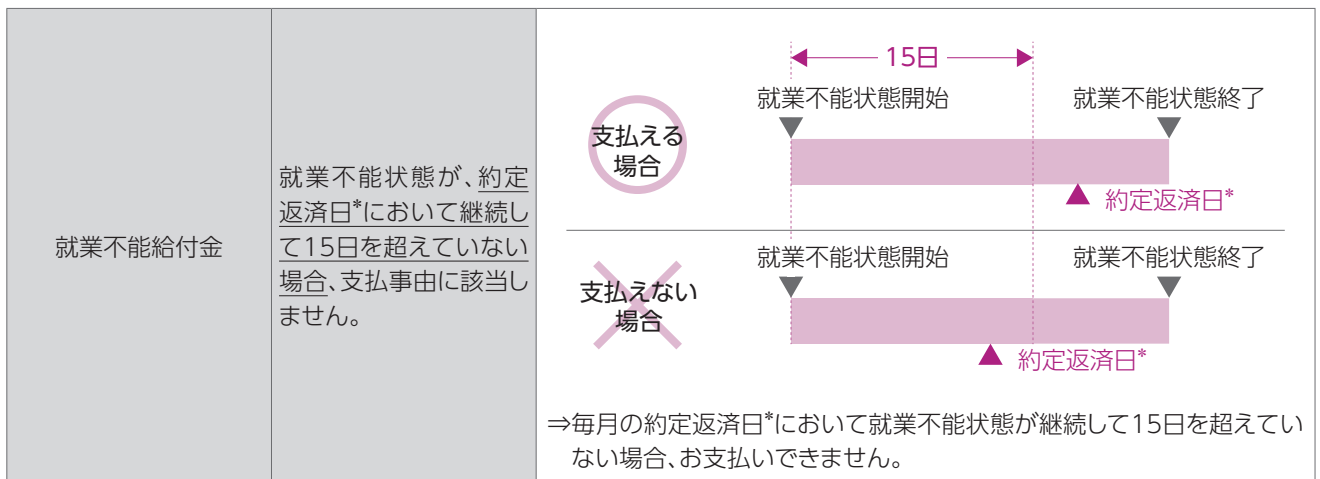 就業不能給付金
就業不能状態が、約定
返済日*において継続し
て15日を超えていない
場合、支払事由に該当し
ません。
15日
就業不能状態開始
就業不能状態終了
支払える
場合
約定返済日*
就業不能状態開始
就業不能状態終了
支払えない
場合
約定返済日*
⇒毎月の約定返済日*において就業不能状態が継続して15日を超えてい
ない場合、お支払いできません。